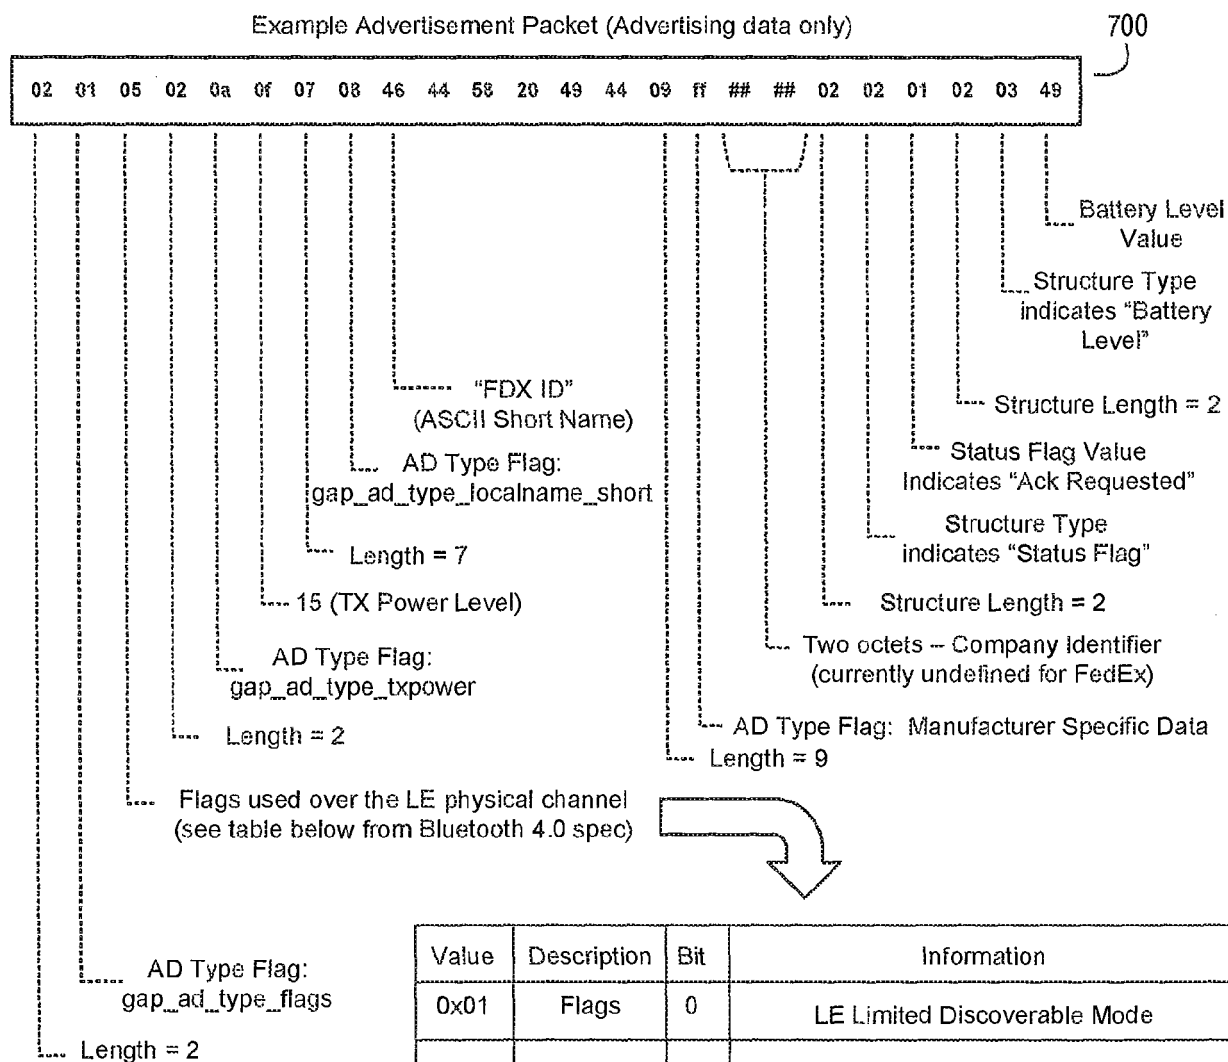 Example Advertisement Packet (Advertising data only)
700
02 01 05 02 0a 0f 07 08 46 44 58 20 49 44 09 ff ## ## 02 02 01 02 03 49
Battery Level
Value
Structure Type
indicates "Battery
Level"
"FDX ID"
(ASCII Short Name)
Structure Length = 2
AD Type Flag:
gap_ad_type_localname_short
Status Flag Value
Indicates "Ack Requested"
Structure Type
indicates "Status Flag"
Length = 7
15 (TX Power Level)
Structure Length = 2
AD Type Flag:
gap_ad_type_txpower
Two octets – Company Identifier
(currently undefined for FedEx)
Length = 2
AD Type Flag: Manufacturer Specific Data
Length = 9
Flags used over the LE physical channel
(see table below from Bluetooth 4.0 spec)
AD Type Flag:
gap_ad_type_flags
Length = 2
Value Description Bit Information
0x01 Flags 0 LE Limited Discoverable Mode